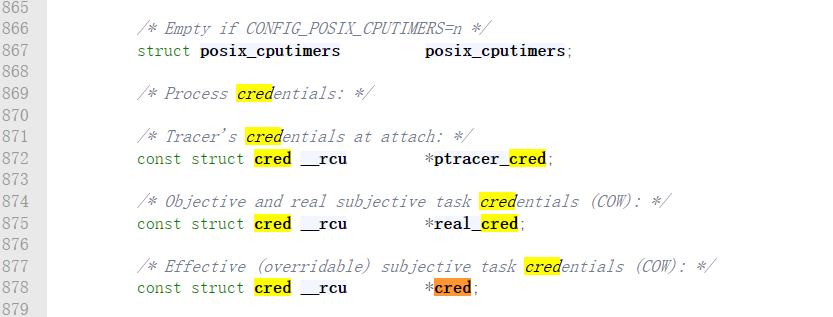 865
866 /* Empty if CONFIG_POSIX_CPUTIMERS=n */
867 struct posix_cputimers posix_cputimers;
868
869 /* Process credentials: */
870
871 /* Tracer's credentials at attach: */
872 const struct cred __rcu *ptracer_cred;
873
874 /* Objective and real subjective task credentials (COW): */
875 const struct cred __rcu *real_cred;
876
877 /* Effective (overridable) subjective task credentials (COW): */
878 const struct cred __rcu *cred;
879